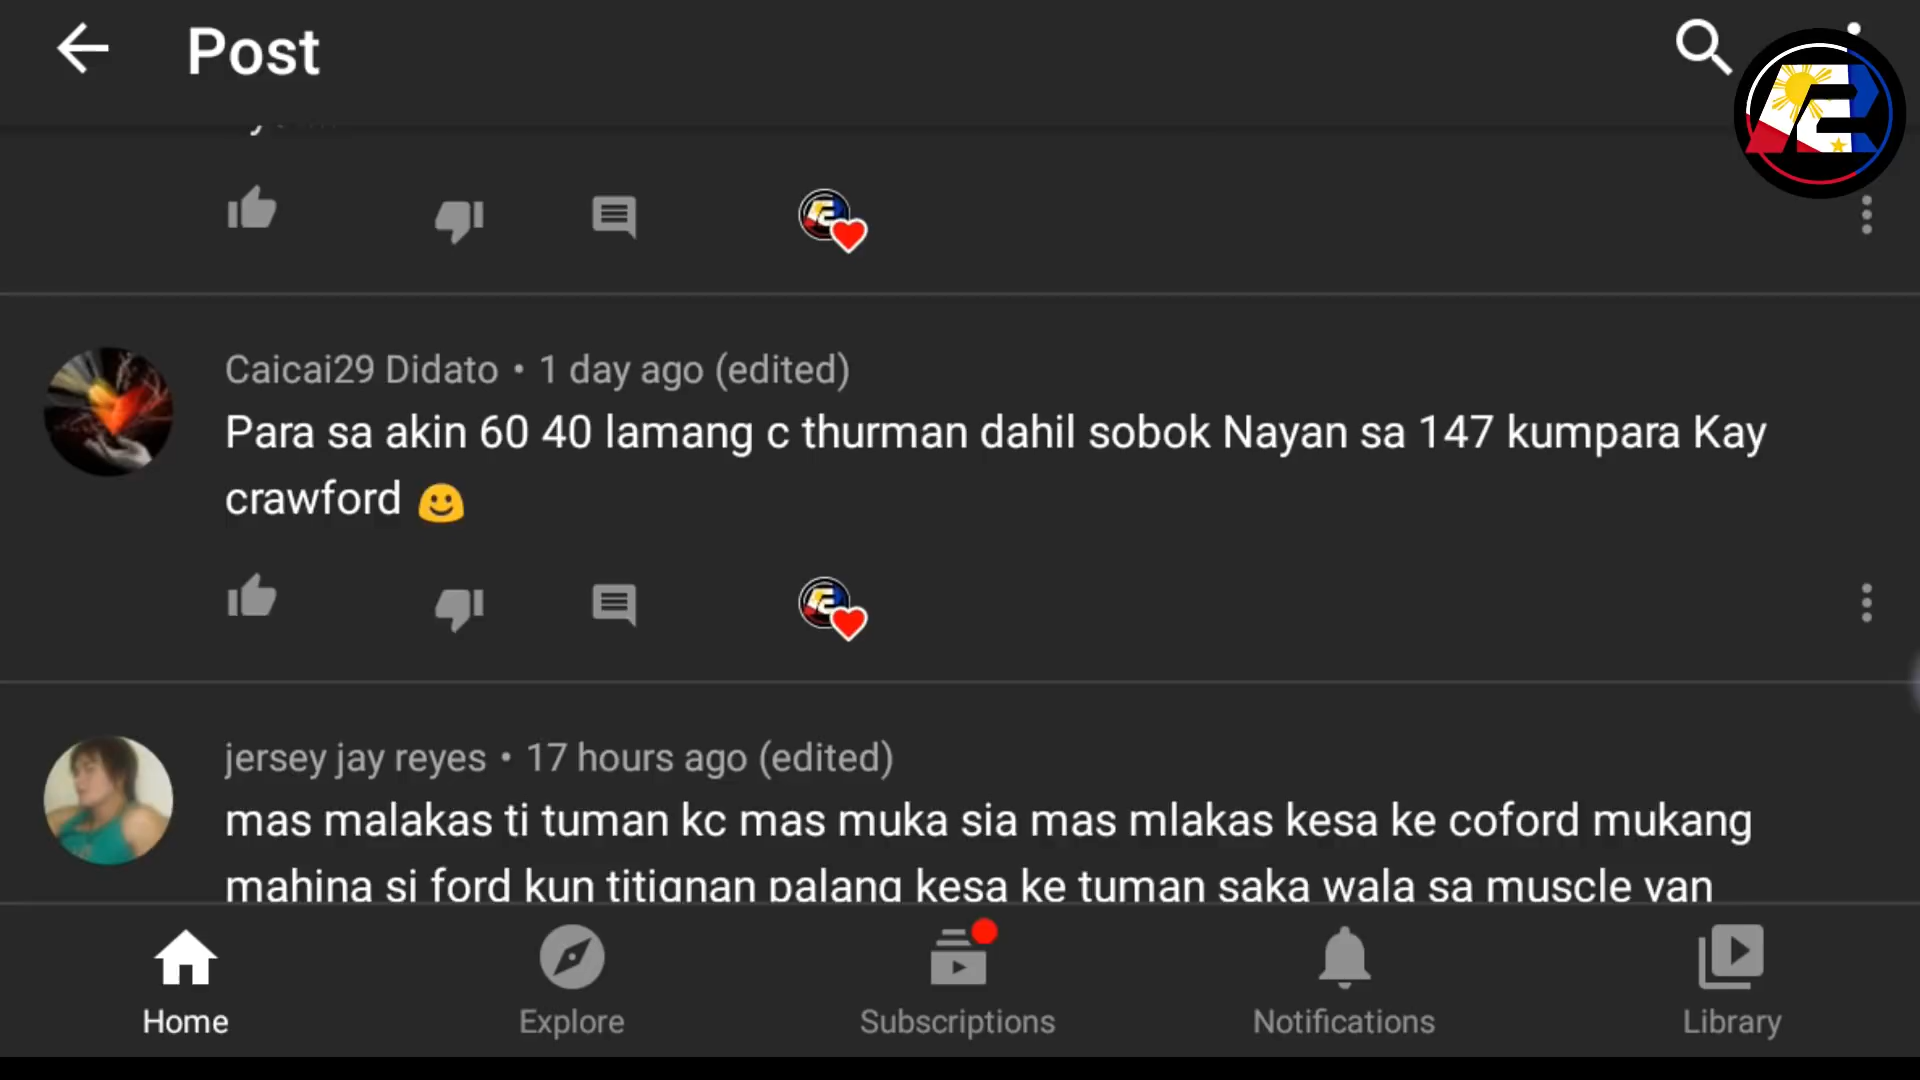 Post
Caicai29 Didato • 1 day ago (edited)
Para sa akin 60 40 lamang c thurman dahil sobok Nayan sa 147 kumpara Kay
crawford
jersey jay reyes • 17 hours ago (edited)
mas malakas ti tuman kc mas muka sia mas mlakas kesa ke coford mukang
mahina si ford kun titignan palang kesa ke tuman saka wala sa muscle yan
Home
Explore
Subscriptions
Notifications
Library